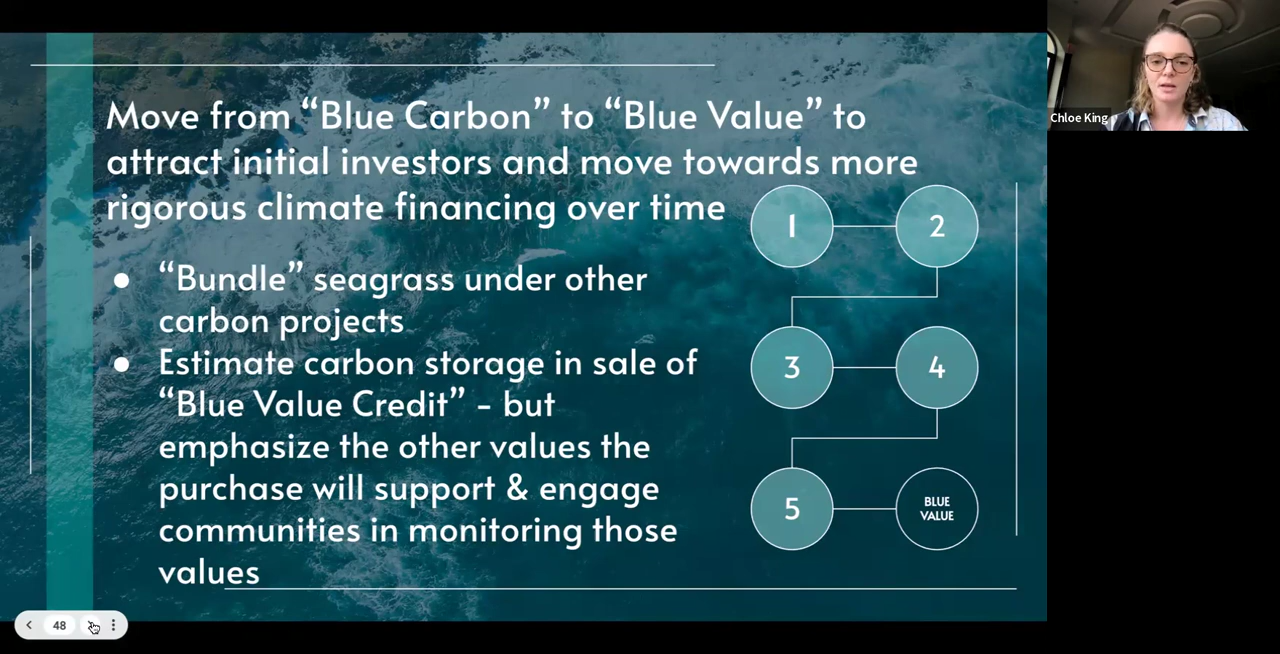 Move from “Blue Carbon” to “Blue Value” to
attract initial investors and move towards more
rigorous climate financing over time
● “Bundle” seagrass under other
carbon projects
● Estimate carbon storage in sale of
“Blue Value Credit” - but
emphasize the other values the
purchase will support & engage
communities in monitoring those
values
1
2
3
4
5
BLUE
VALUE
Chloe King
48